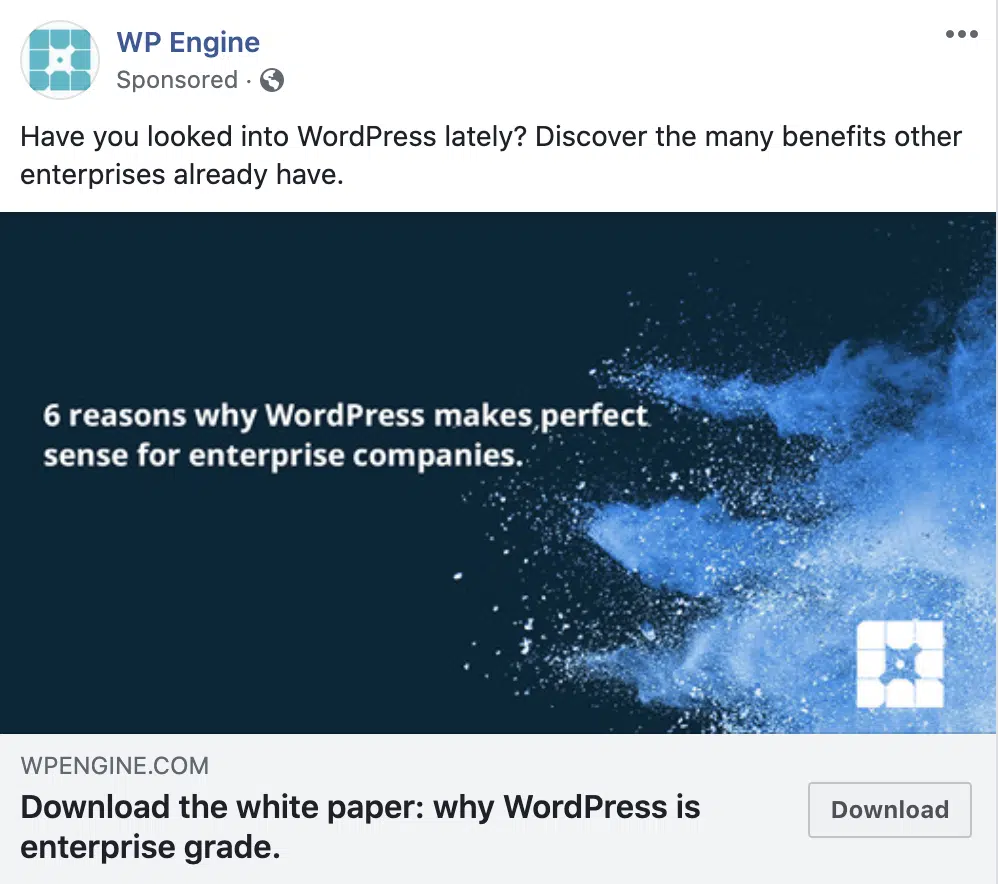 WP Engine
Sponsored ·
Have you looked into WordPress lately? Discover the many benefits other
enterprises already have.
6 reasons why WordPress makes perfect
sense for enterprise companies.
WPENGINE.COM
Download the white paper: why WordPress is
enterprise grade.
Download